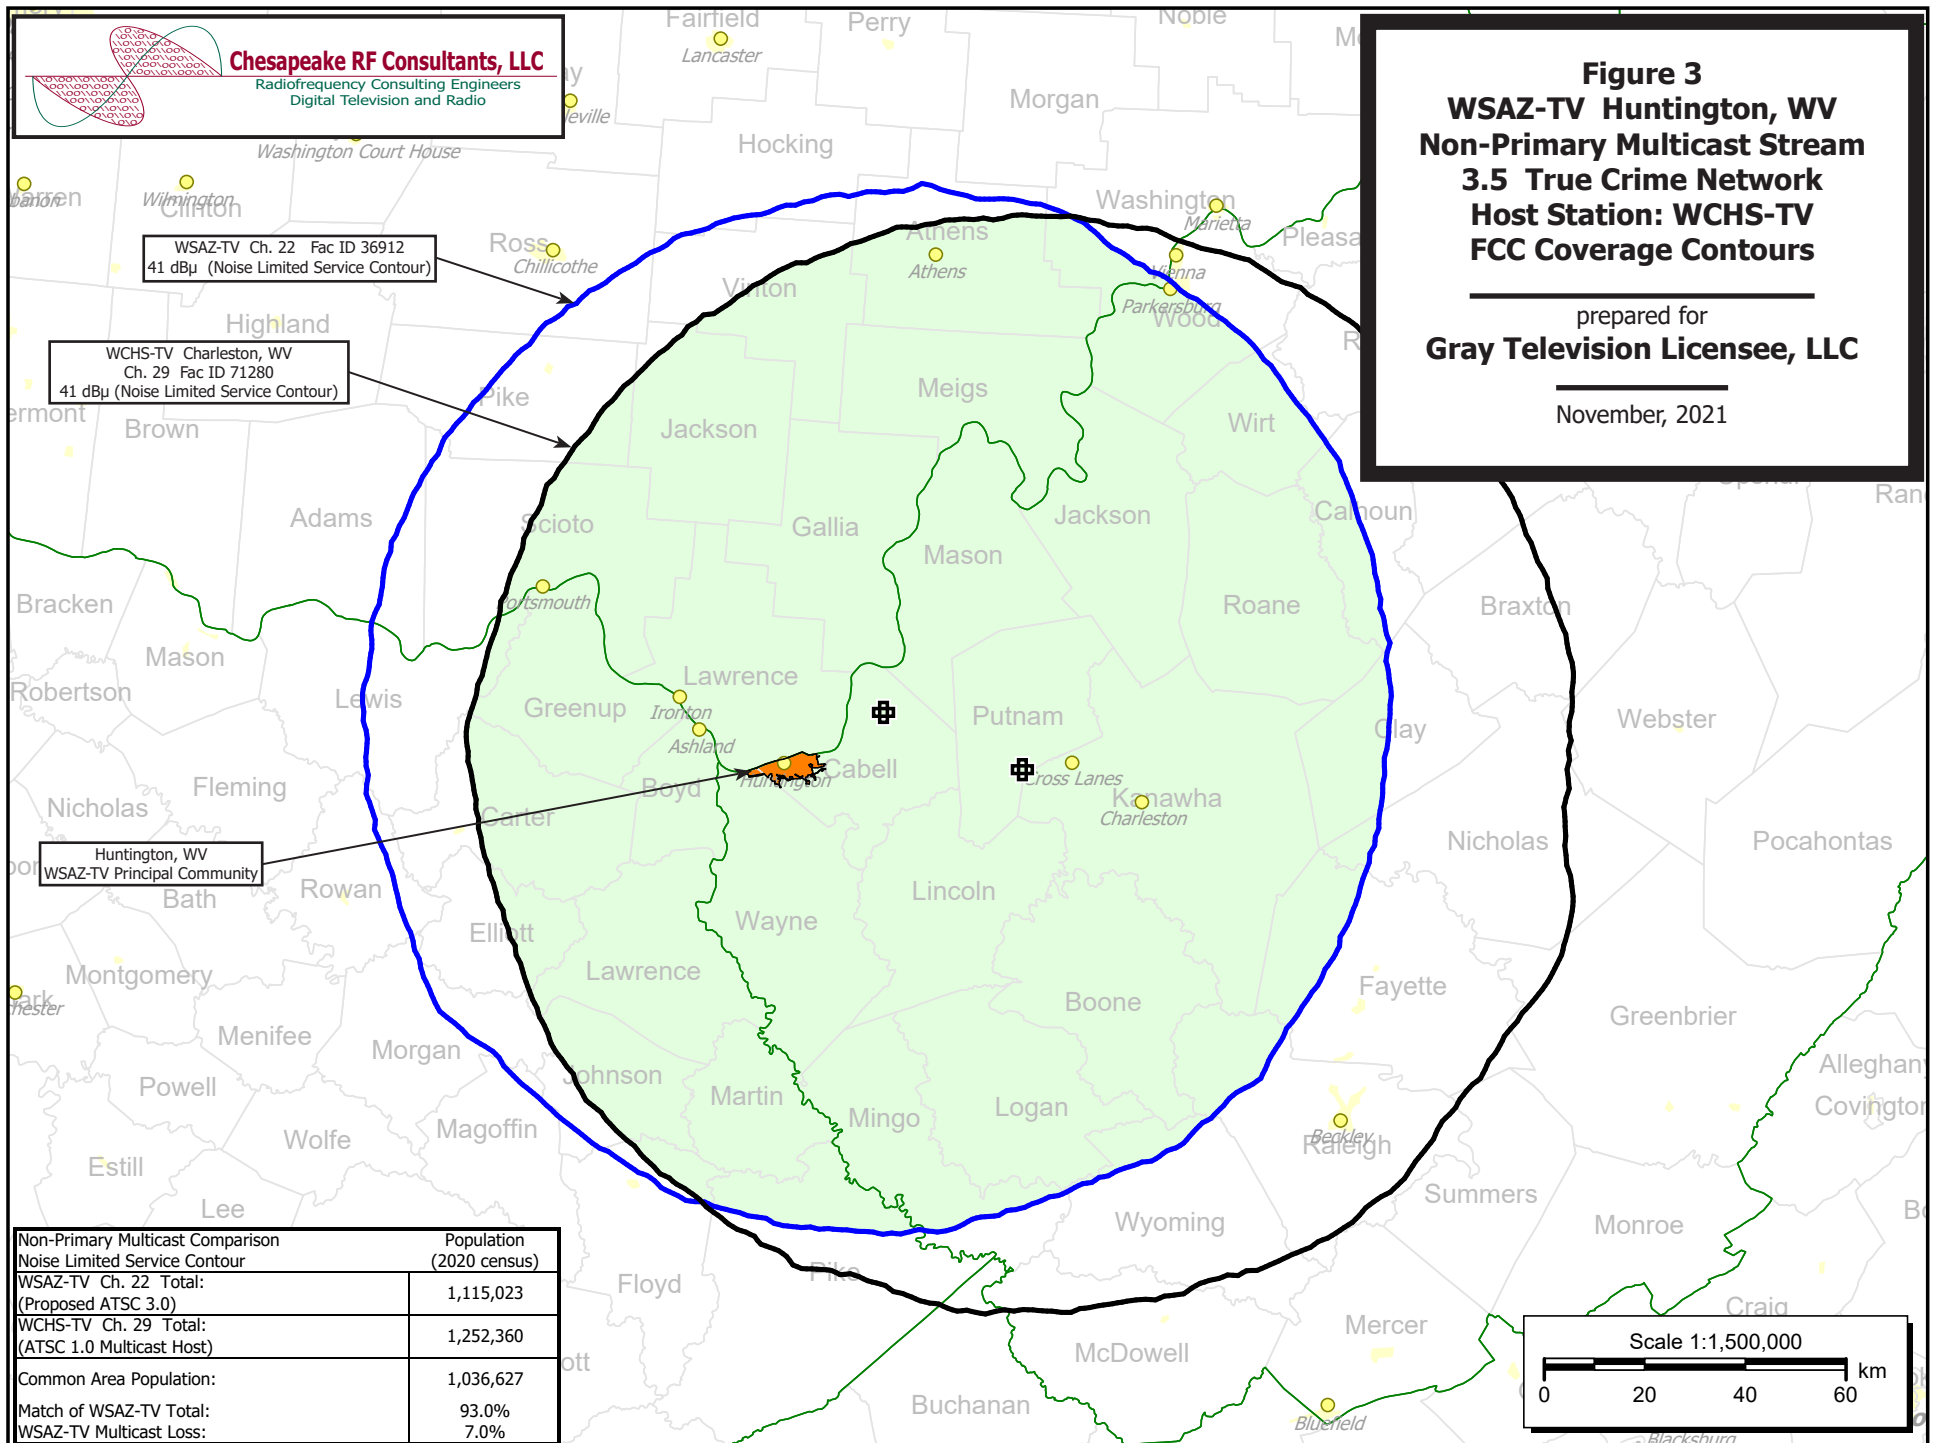 Chesapeake RF Consultants, LLC
Radiofrequency Consulting Engineers
Digital Television and Radio
Figure 3
WSAZ-TV Huntington, WV
Non-Primary Multicast Stream
3.5 True Crime Network
Host Station: WCHS-TV
FCC Coverage Contours
prepared for
Gray Television Licensee, LLC
November, 2021
WSAZ-TV Ch. 22 Fac ID 36912
41 dBµ (Noise Limited Service Contour)
WCHS-TV Charleston, WV
Ch. 29 Fac ID 71280
41 dBµ (Noise Limited Service Contour)
Huntington, WV
WSAZ-TV Principal Community
Fairfield
Lancaster
Perry
Noble
Morgan
Hocking
Washington Court House
Wilmington
Clinton
Ross
Chillicothe
Vinton
Athens
Athens
Washington
Marietta
Vienna
Parkersburg
Wood
Highland
Pike
Brown
Jackson
Meigs
Wirt
Adams
Scioto
Gallia
Jackson
Calhoun
Mason
Portsmouth
Bracken
Roane
Braxton
Mason
Robertson
Lewis
Lawrence
Greenup
Ironton
Ashland
Putnam
Clay
Webster
Huntington
Cabell
Cross Lanes
Kanawha
Charleston
Boyd
Carter
Fleming
Nicholas
Nicholas
Pocahontas
Rowan
Bath
Lincoln
Wayne
Elliott
Lawrence
Montgomery
Boone
Fayette
Greenbrier
Menifee
Morgan
Johnson
Martin
Mingo
Logan
Powell
Alleghany
Covington
Wolfe
Magoffin
Beckley
Raleigh
Estill
Lee
Summers
Wyoming
Monroe
Floyd
Pike
Craig
Mercer
McDowell
Buchanan
Bluefield
Blacksburg
Non-Primary Multicast Comparison
Noise Limited Service Contour
Population
(2020 census)
WSAZ-TV Ch. 22 Total:
(Proposed ATSC 3.0)
1,115,023
WCHS-TV Ch. 29 Total:
(ATSC 1.0 Multicast Host)
1,252,360
Common Area Population:
1,036,627
Match of WSAZ-TV Total:
93.0%
WSAZ-TV Multicast Loss:
7.0%
Scale 1:1,500,000
km
0 20 40 60